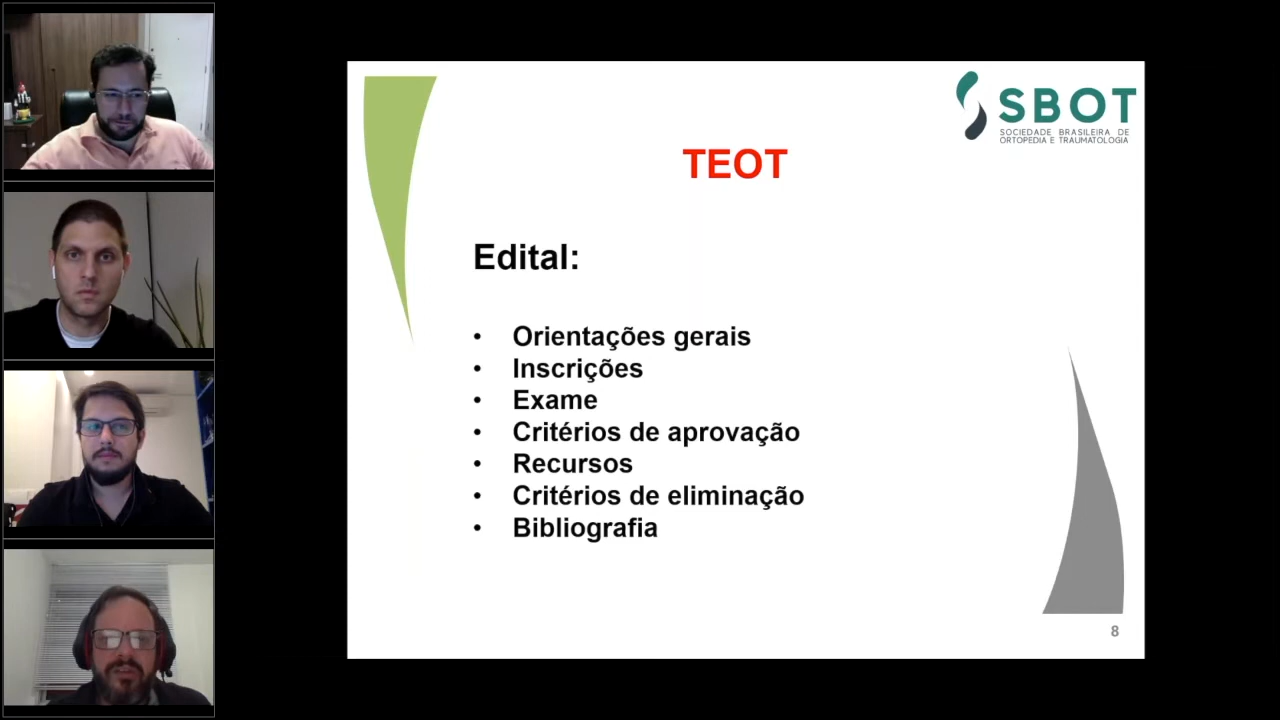 SBOT
SOCIEDADE BRASILEIRA DE
ORTOPEDIA E TRAUMATOLOGIA
TEOT
Edital:
• Orientações gerais
• Inscrições
• Exame
• Critérios de aprovação
• Recursos
• Critérios de eliminação
• Bibliografia
8